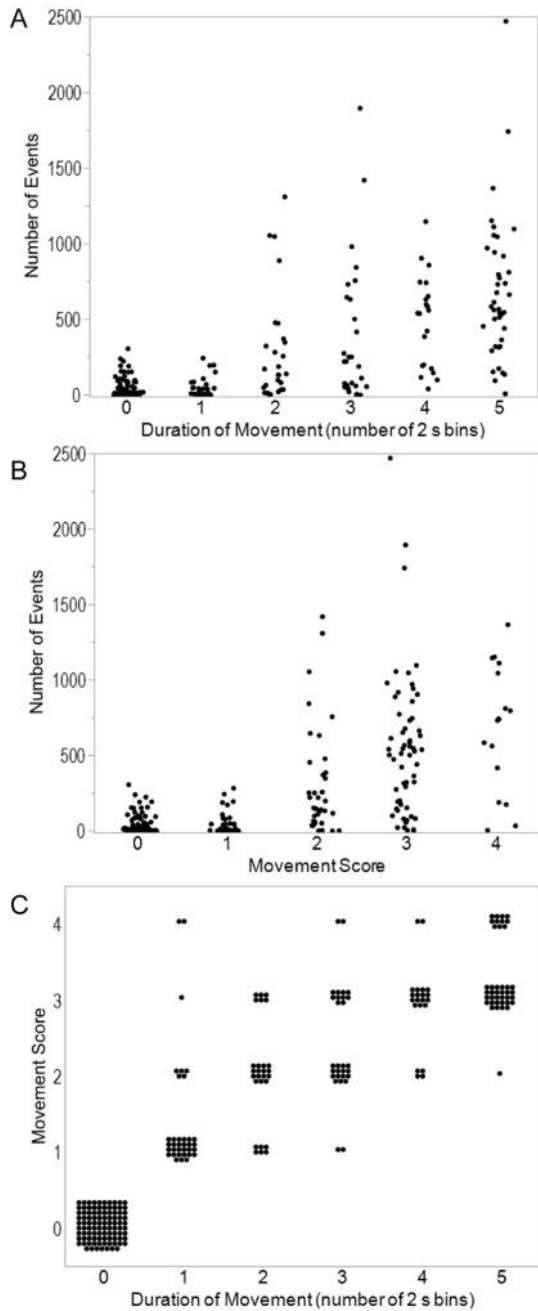 A
2500
2000
1500
1000
500
0
Number of Events
0 1 2 3 4 5
Duration of Movement (number of 2 s bins)
B
2500
2000
1500
1000
500
0
Number of Events
0 1 2 3 4
Movement Score
C
4
3
2
1
0
Movement Score
0 1 2 3 4 5
Duration of Movement (number of 2 s bins)